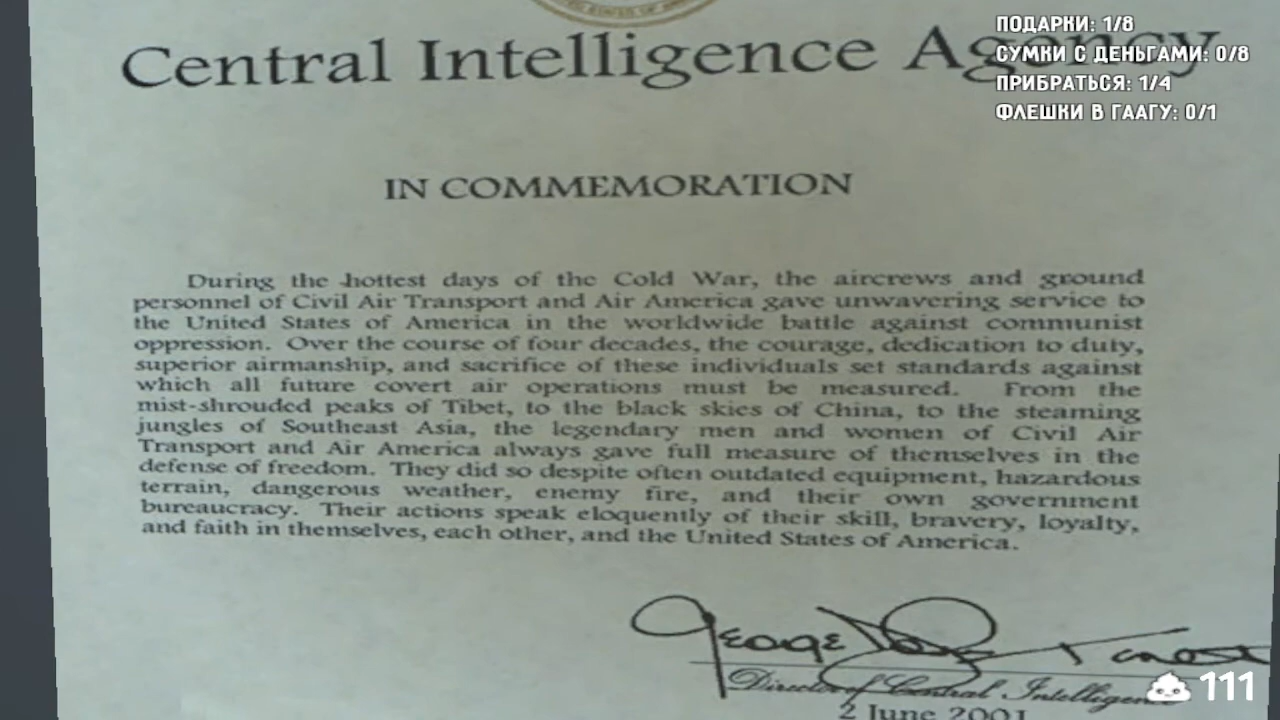 Central Intelligence Agency
ПОДАРКИ: 1/8
СУМКИ С ДЕНЬГАМИ: 0/8
ПРИБРАТЬСЯ: 1/4
ФЛЕШКИ В ГААГУ: 0/1
IN COMMEMORATION
During the hottest days of the Cold War, the aircrews and ground
personnel of Civil Air Transport and Air America gave unwavering service to
the United States of America in the worldwide battle against communist
oppression. Over the course of four decades, the courage, dedication to duty,
superior airmanship, and sacrifice of these individuals set standards against
which all future covert air operations must be measured. From the
mist-shrouded peaks of Tibet, to the black skies of China, to the steaming
jungles of Southeast Asia, the legendary men and women of Civil Air
Transport and Air America always gave full measure of themselves in the
defense of freedom. They did so despite often outdated equipment, hazardous
terrain, dangerous weather, enemy fire, and their own government
bureaucracy. Their actions speak eloquently of their skill, bravery, loyalty,
and faith in themselves, each other, and the United States of America.
George Tenet
Director of Central Intelligence
2 June 2001
111